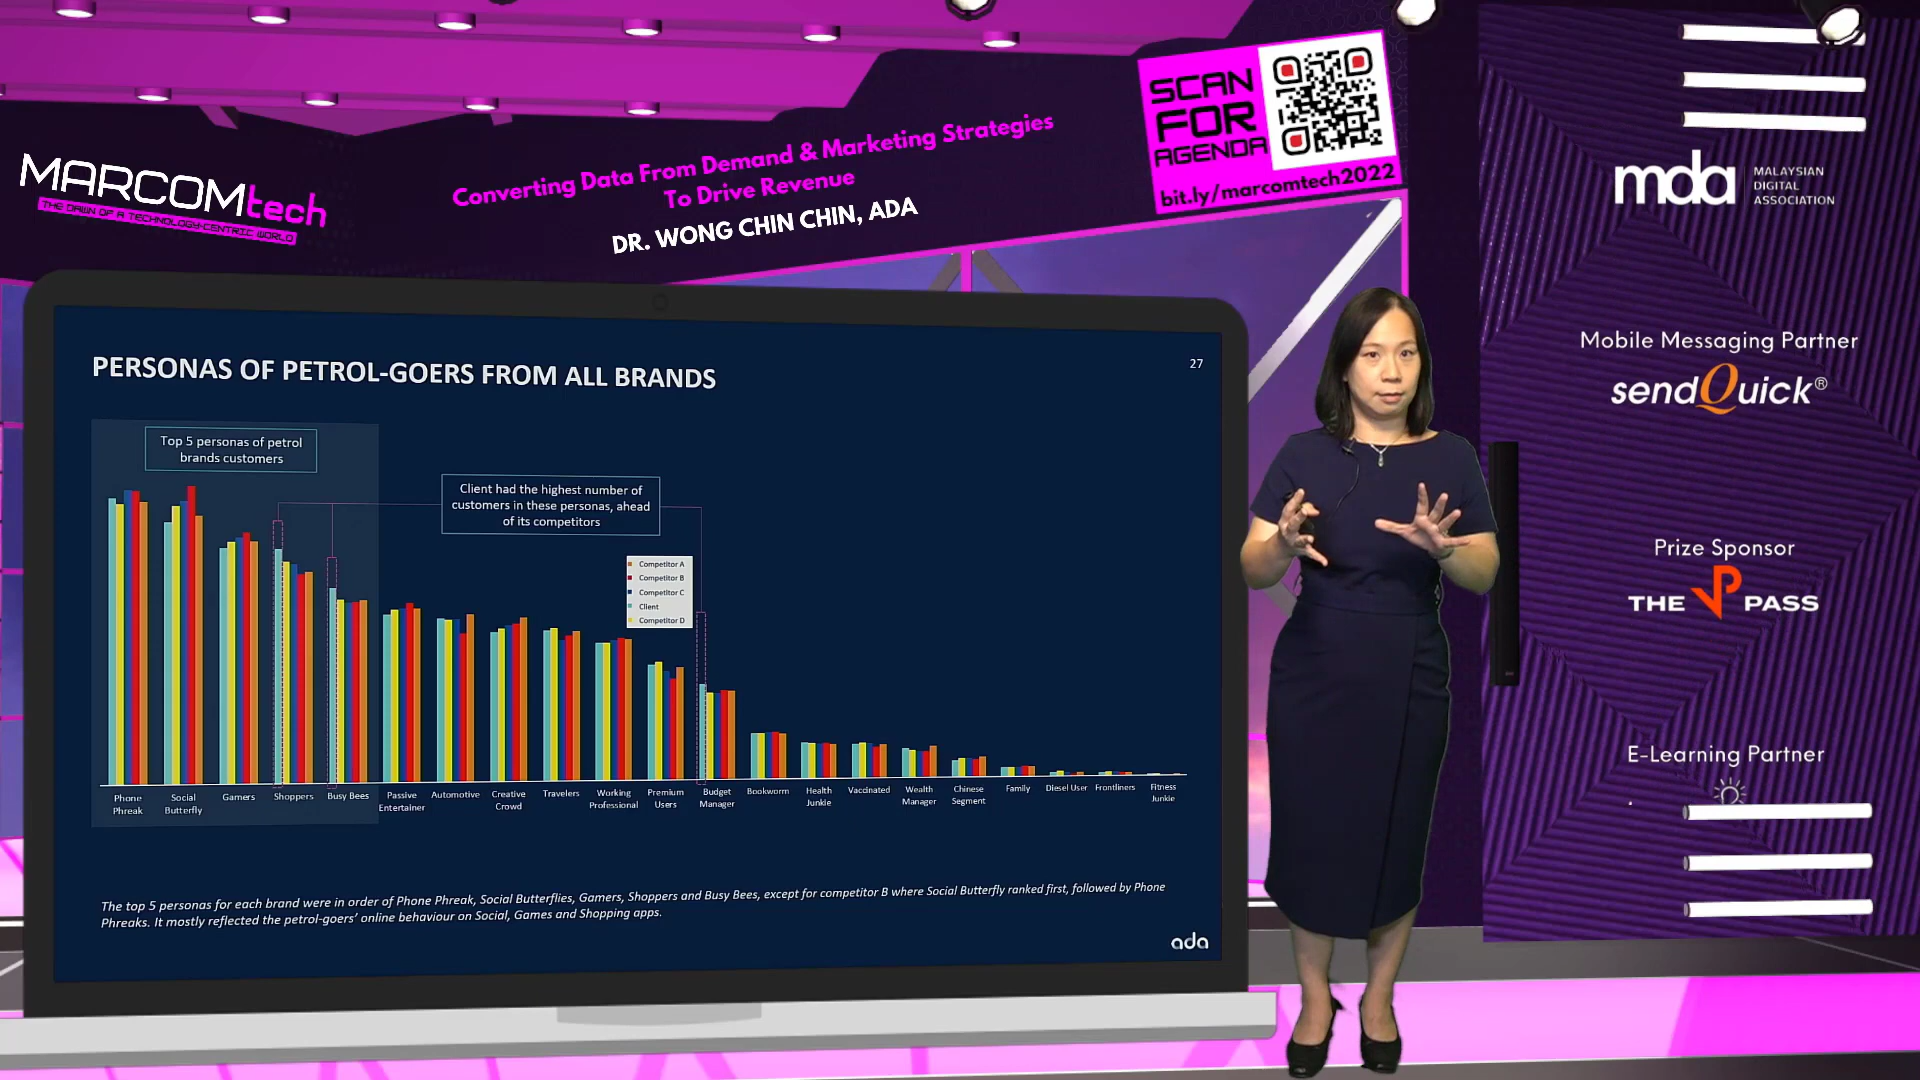 MARCOMtech
THE DAWN OF A TECHNOLOGY-CENTRIC WORLD
Converting Data From Demand & Marketing Strategies
To Drive Revenue
DR. WONG CHIN CHIN, ADA
SCAN
FOR
AGENDA
bit.ly/marcomtech2022
mda
MALAYSIAN
DIGITAL
ASSOCIATION
Mobile Messaging Partner
sendQuick®
Prize Sponsor
THE VP PASS
E-Learning Partner
PERSONAS OF PETROL-GOERS FROM ALL BRANDS
27
Top 5 personas of petrol
brands customers
Client had the highest number of
customers in these personas, ahead
of its competitors
Competitor A
Competitor B
Competitor C
Client
Competitor D
Phone
Phreak
Social
Butterfly
Gamers
Shoppers
Busy Bees
Passive
Entertainer
Automotive
Creative
Crowd
Travelers
Working
Professional
Premium
Users
Budget
Manager
Bookworm
Health
Junkie
Vaccinated
Wealth
Manager
Chinese
Segment
Family
Diesel User
Frontliners
Fitness
Junkie
The top 5 personas for each brand were in order of Phone Phreak, Social Butterflies, Gamers, Shoppers and Busy Bees, except for competitor B where Social Butterfly ranked first, followed by Phone
Phreaks. It mostly reflected the petrol-goers' online behaviour on Social, Games and Shopping apps.
ada